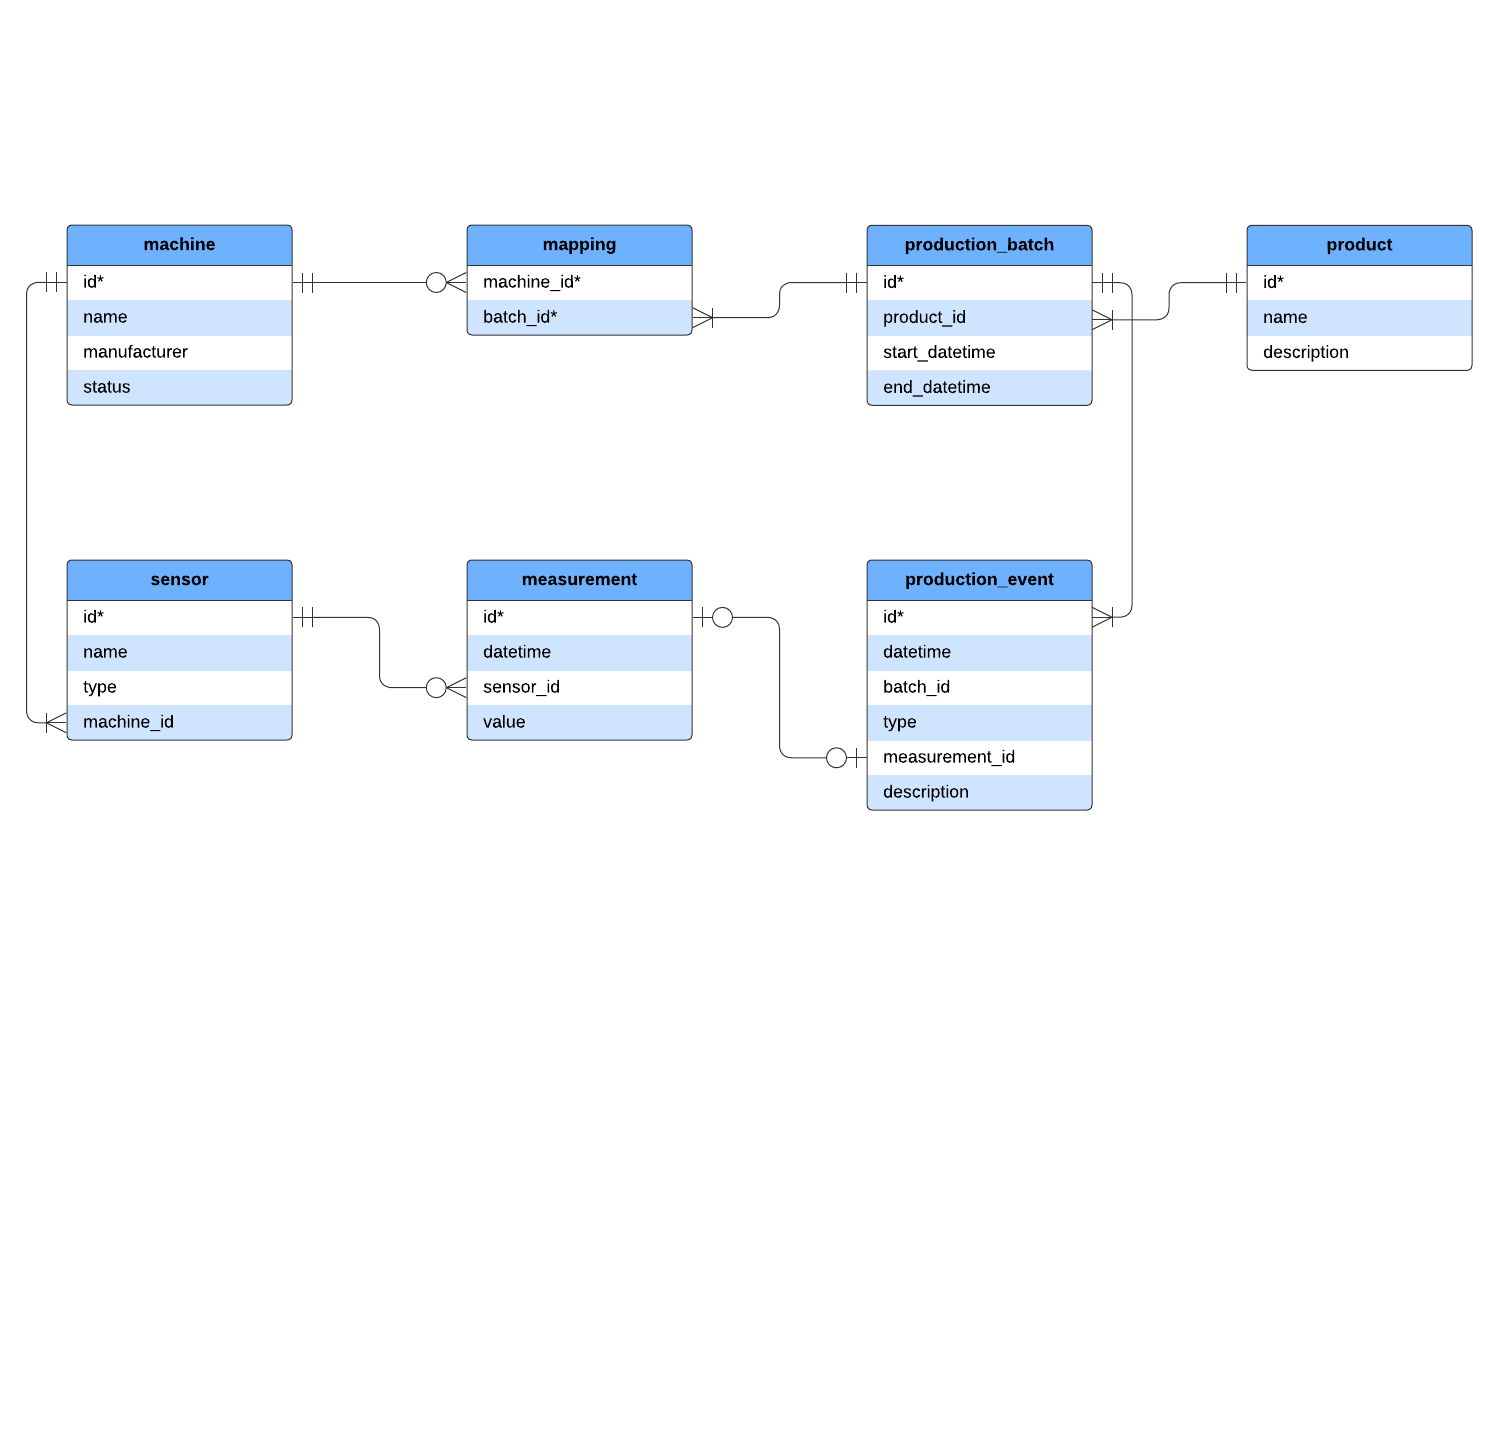 machine
id*
name
manufacturer
status
mapping
machine_id*
batch_id*
production_batch
id*
product_id
start_datetime
end_datetime
product
id*
name
description
sensor
id*
name
type
machine_id
measurement
id*
datetime
sensor_id
value
production_event
id*
datetime
batch_id
type
measurement_id
description